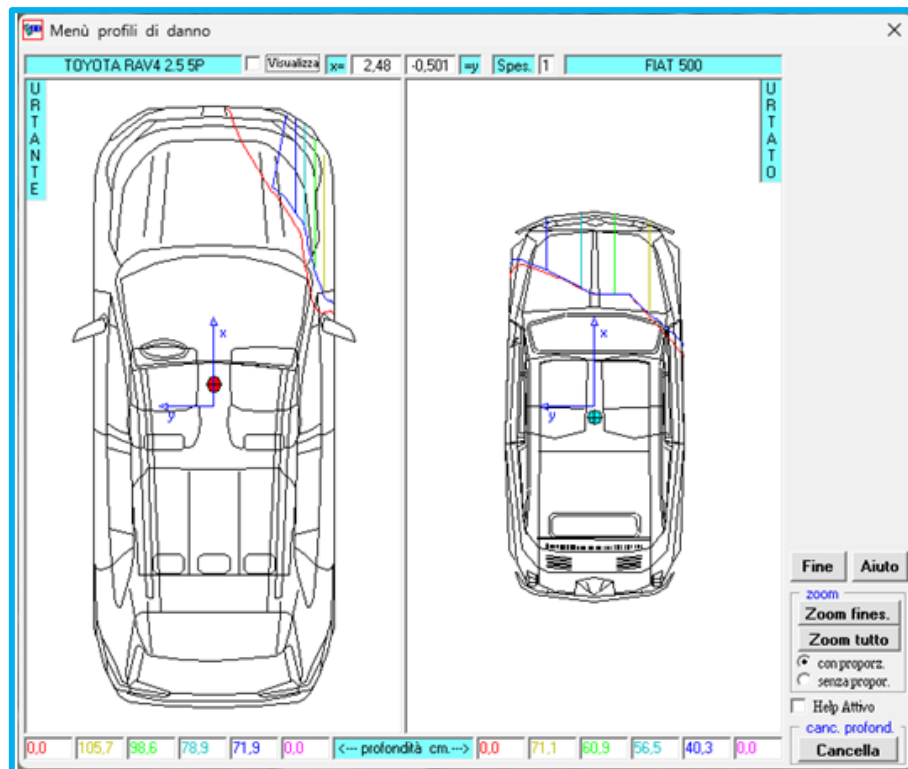 Menù profili di danno
TOYOTA RAV4 2.5 5P Visualizza x= 2,48 -0,501 =y Spes. 1 FIAT 500
URTANTE
URTATO
x
y
x
y
Fine Aiuto
zoom
Zoom fines.
Zoom tutto
con proporz.
senza propor.
Help Attivo
canc. profond.
Cancella
0,0 105,7 98,6 78,9 71,9 0,0 <--- profondità cm.---> 0,0 71,1 60,9 56,5 40,3 0,0